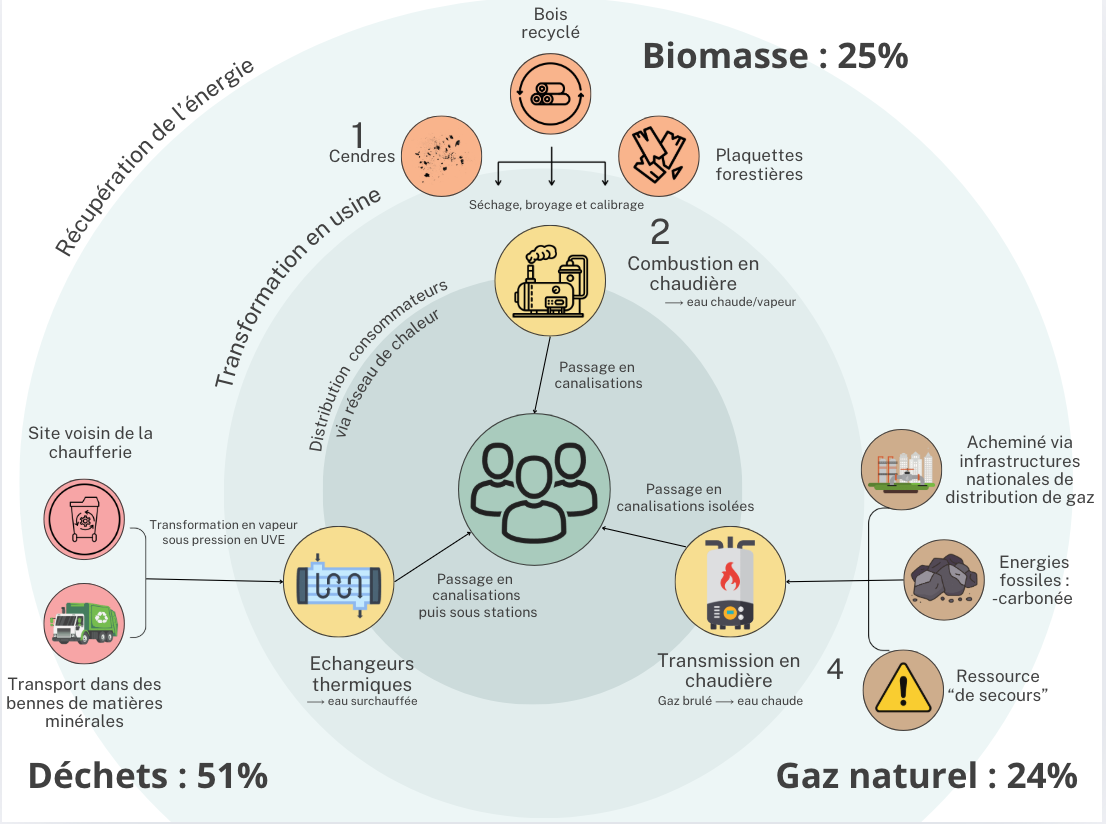 Bois
recyclé
Biomasse : 25%
Récupération de l'énergie
1
Cendres
Plaquettes
forestières
Transformation en usine
Séchage, broyage et calibrage
2
Combustion en
chaudière
→ eau chaude/vapeur
Distribution consommateurs
via réseau de chaleur
Passage en
canalisations
Site voisin de la
chaufferie
Acheminé via
infrastructures
nationales de
distribution de gaz
Passage en
canalisations isolées
Transformation en vapeur
sous pression en UVE
Energies
fossiles :
-carbonée
Passage en
canalisations
puis sous stations
Echangeurs
thermiques
→ eau surchauffée
Transmission en
chaudière
Gaz brulé → eau chaude
4
Ressource
“de secours”
Transport dans des
bennes de matières
minérales
Déchets : 51%
Gaz naturel : 24%